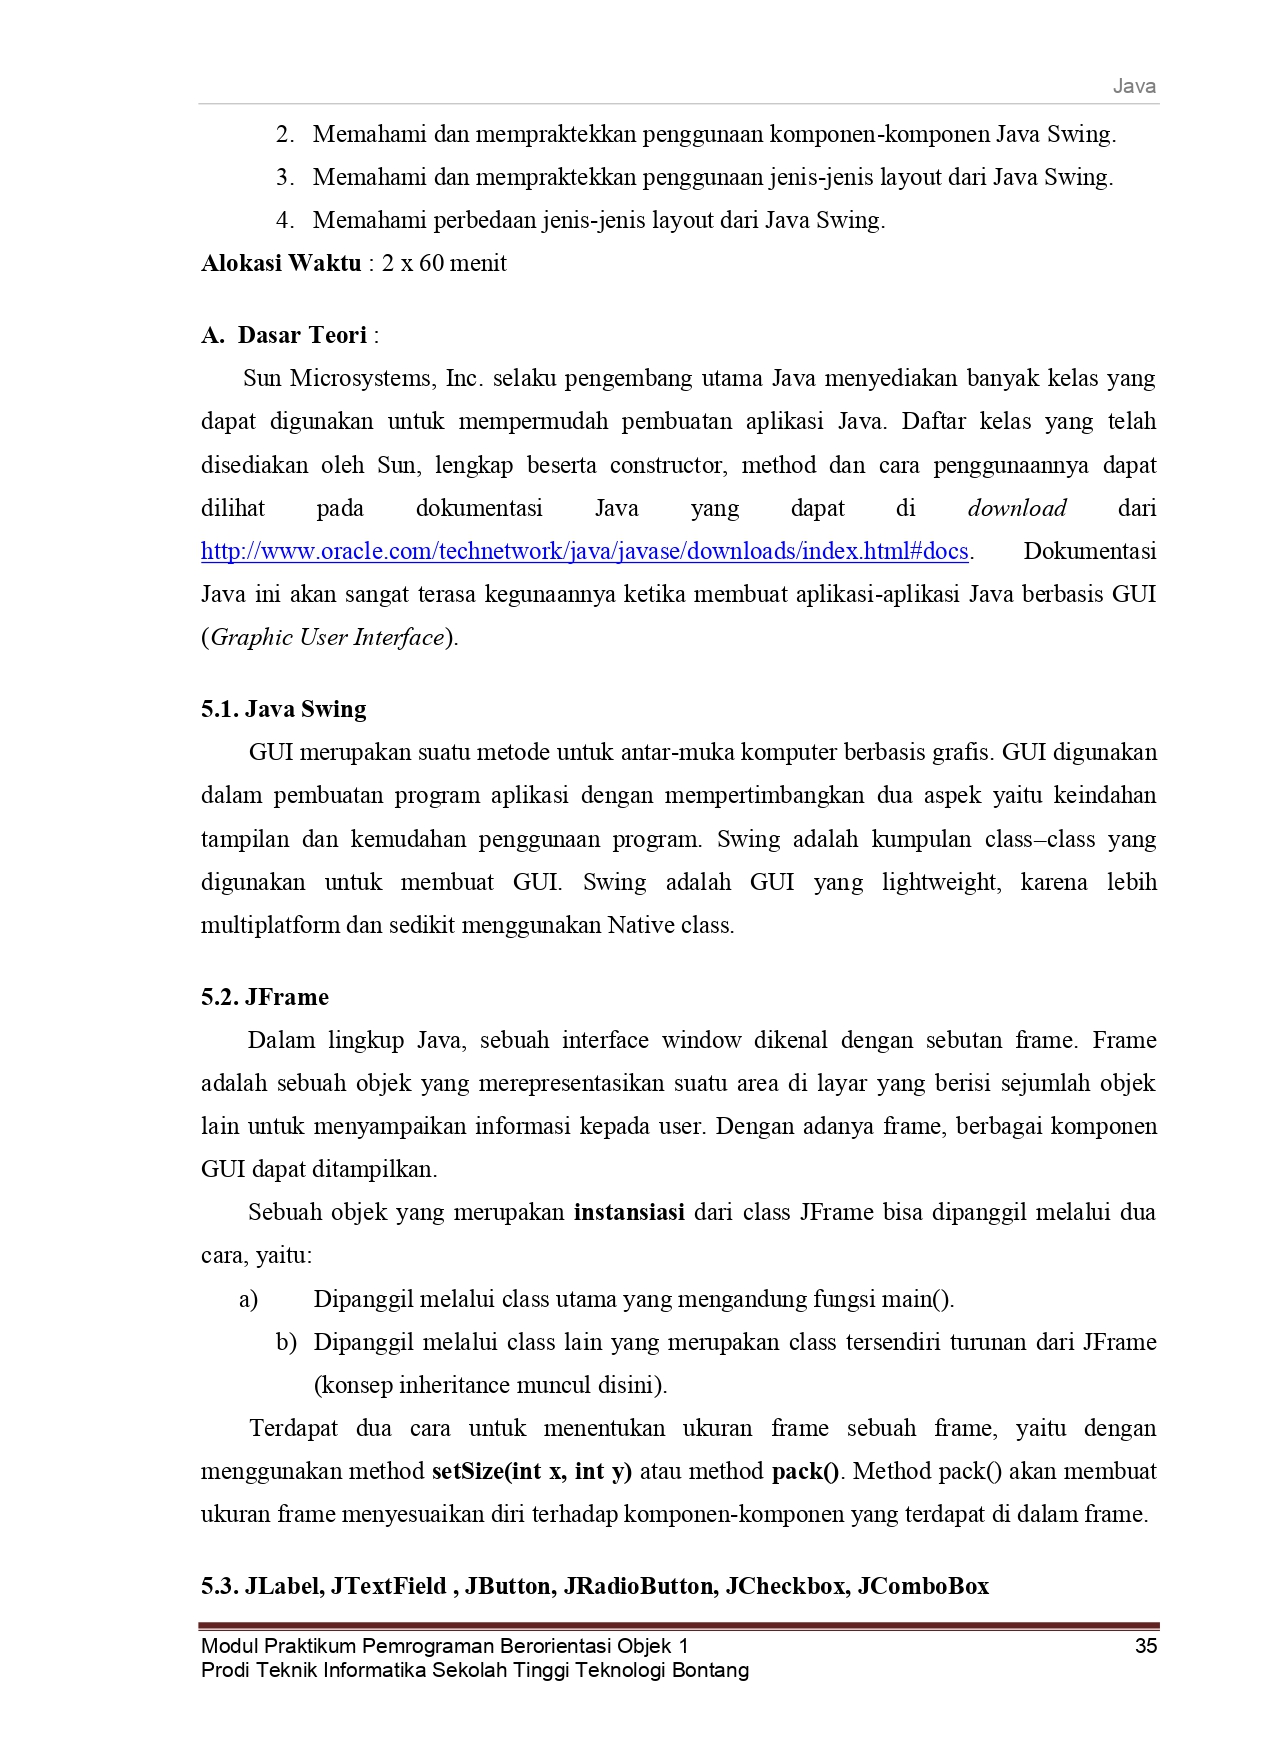 Java
2. Memahami dan mempraktekkan penggunaan komponen-komponen Java Swing.
3. Memahami dan mempraktekkan penggunaan jenis-jenis layout dari Java Swing.
4. Memahami perbedaan jenis-jenis layout dari Java Swing.
Alokasi Waktu : 2 x 60 menit
A. Dasar Teori :
Sun Microsystems, Inc. selaku pengembang utama Java menyediakan banyak kelas yang
dapat digunakan untuk mempermudah pembuatan aplikasi Java. Daftar kelas yang telah
disediakan oleh Sun, lengkap beserta constructor, method dan cara penggunaannya dapat
dilihat pada dokumentasi Java yang dapat di download dari
http://www.oracle.com/technetwork/java/javase/downloads/index.html#docs. Dokumentasi
Java ini akan sangat terasa kegunaannya ketika membuat aplikasi-aplikasi Java berbasis GUI
(Graphic User Interface).
5.1. Java Swing
GUI merupakan suatu metode untuk antar-muka komputer berbasis grafis. GUI digunakan
dalam pembuatan program aplikasi dengan mempertimbangkan dua aspek yaitu keindahan
tampilan dan kemudahan penggunaan program. Swing adalah kumpulan class–class yang
digunakan untuk membuat GUI. Swing adalah GUI yang lightweight, karena lebih
multiplatform dan sedikit menggunakan Native class.
5.2. JFrame
Dalam lingkup Java, sebuah interface window dikenal dengan sebutan frame. Frame
adalah sebuah objek yang merepresentasikan suatu area di layar yang berisi sejumlah objek
lain untuk menyampaikan informasi kepada user. Dengan adanya frame, berbagai komponen
GUI dapat ditampilkan.
Sebuah objek yang merupakan instansiasi dari class JFrame bisa dipanggil melalui dua
cara, yaitu:
a) Dipanggil melalui class utama yang mengandung fungsi main().
b) Dipanggil melalui class lain yang merupakan class tersendiri turunan dari JFrame
(konsep inheritance muncul disini).
Terdapat dua cara untuk menentukan ukuran frame sebuah frame, yaitu dengan
menggunakan method setSize(int x, int y) atau method pack(). Method pack() akan membuat
ukuran frame menyesuaikan diri terhadap komponen-komponen yang terdapat di dalam frame.
5.3. JLabel, JTextField , JButton, JRadioButton, JCheckbox, JComboBox
Modul Praktikum Pemrograman Berorientasi Objek 1 35
Prodi Teknik Informatika Sekolah Tinggi Teknologi Bontang